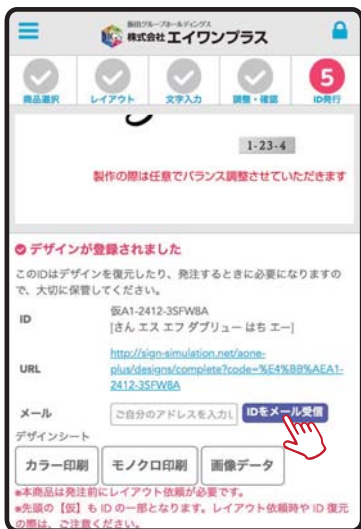 飯田グループホールディングス
株式会社エイワンプラス
商品選択
レイアウト
文字入力
調整・確認
5
ID発行
1-23-4
製作の際は任意でバランス調整させていただきます
デザインが登録されました
このIDはデザインを復元したり、発注するときに必要になりますの
で、大切に保管してください。
ID
仮A1-2412-3SFW8A
[さん エス エフ ダブリュー はち エー]
URL
http://sign-simulation.net/aone-
plus/designs/complete?code=%E4%BB%AEA1-
2412-3SFW8A
メール
ご自分のアドレスを入力し
IDをメール受信
デザインシート
カラー印刷
モノクロ印刷
画像データ
※本商品は発注前にレイアウト依頼が必要です。
※先頭の【仮】も ID の一部となります。レイアウト依頼時や ID 復元
の際は、ご注意ください。